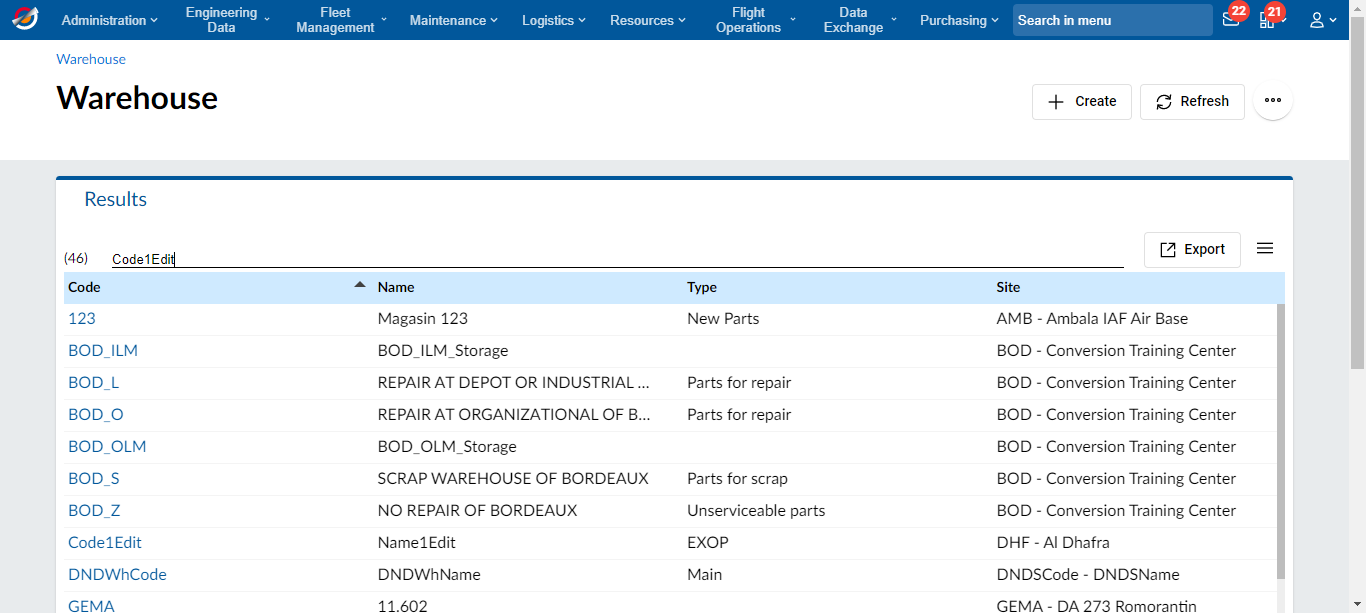 Administration
Engineering
Data
Fleet
Management
Maintenance
Logistics
Resources
Flight
Operations
Data
Exchange
Purchasing
Search in menu
22
21
Warehouse
Warehouse
Create
Refresh
Results
(46)
Code1Edit
Export
Code Name Type Site
123 Magasin 123 New Parts AMB - Ambala IAF Air Base
BOD_ILM BOD_ILM_Storage BOD - Conversion Training Center
BOD_L REPAIR AT DEPOT OR INDUSTRIAL ... Parts for repair BOD - Conversion Training Center
BOD_O REPAIR AT ORGANIZATIONAL OF B... Parts for repair BOD - Conversion Training Center
BOD_OLM BOD_OLM_Storage BOD - Conversion Training Center
BOD_S SCRAP WAREHOUSE OF BORDEAUX Parts for scrap BOD - Conversion Training Center
BOD_Z NO REPAIR OF BORDEAUX Unserviceable parts BOD - Conversion Training Center
Code1Edit Name1Edit EXOP DHF - Al Dhafra
DNDWhCode DNDWhName Main DNDSCode - DNDSName
GEMA 11.602 GEMA - DA 273 Romorantin